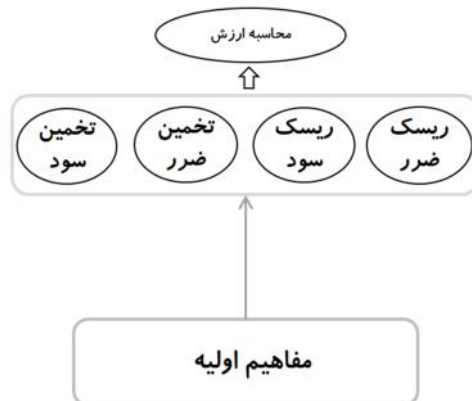 محاسبه ارزش
ریسک
ضرر
ریسک
سود
تخمین
ضرر
تخمین
سود
مفاهیم اولیه